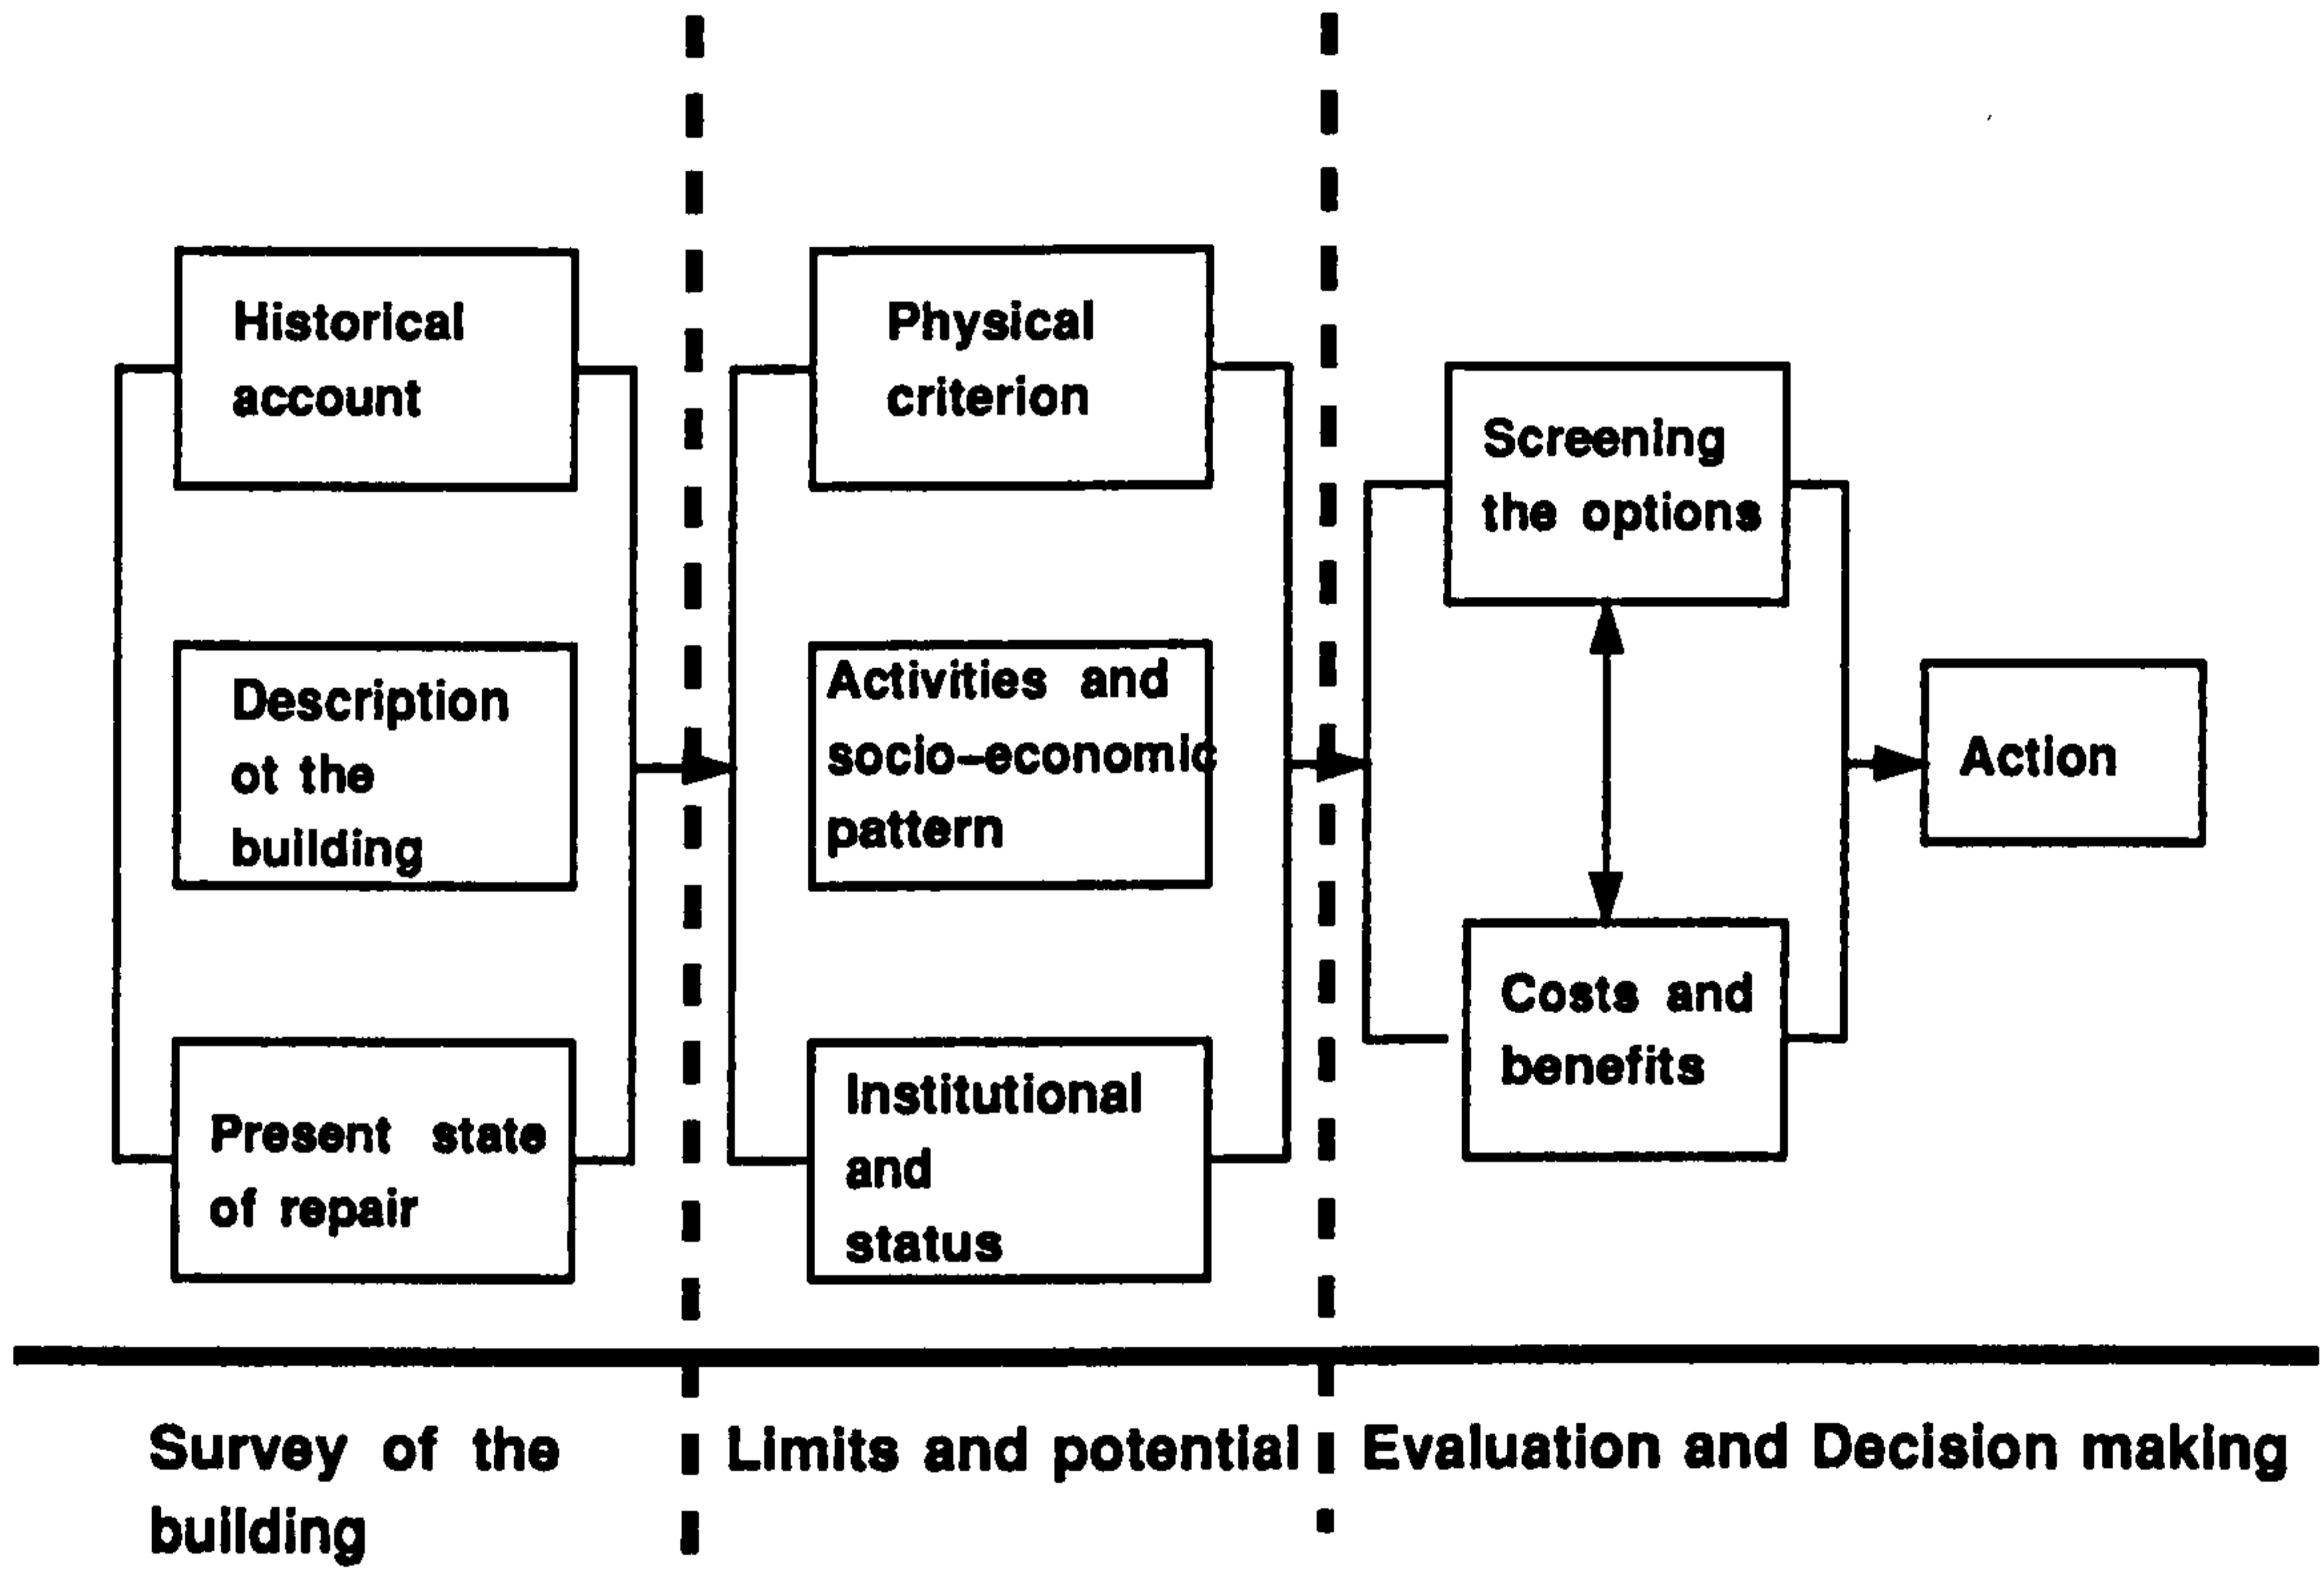 Historical
account
Description
ot the
building
Present state
of repair
Physical
criterion
Activities and
socio-economic
pattern
Institutional
and
status
Screening
the options
Costs and
benefits
Action
Survey of the
building
Limits and potential
Evaluation and Decision making